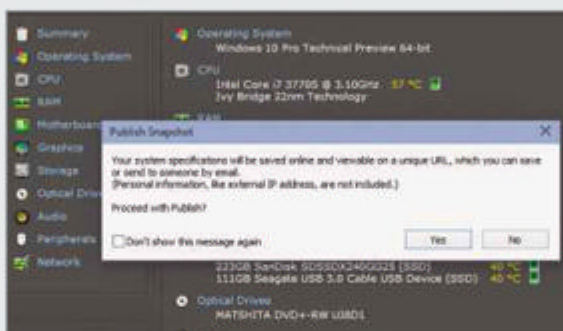 Summary
Operating System
CPU
RAM
Motherboard
Graphics
Storage
Optical Drives
Audio
Peripherals
Network
Operating System
Windows 10 Pro Technical Preview 64-bit
CPU
Intel Core i7 3770S @ 3.10GHz 57 °C
Ivy Bridge 22nm Technology
RAM
Publish Snapshot
Your system specifications will be saved online and viewable on a unique URL, which you can save
or send to someone by email.
(Personal information, like external IP address, are not included.)
Proceed with Publish?
Don't show this message again
Yes
No
223GB SanDisk SDSSDX240GG25 (SSD) 40 °C
111GB Seagate USB 3.0 Cable USB Device (SSD) 40 °C
Optical Drives
MATSHITA DVD+-RW UJ8D1